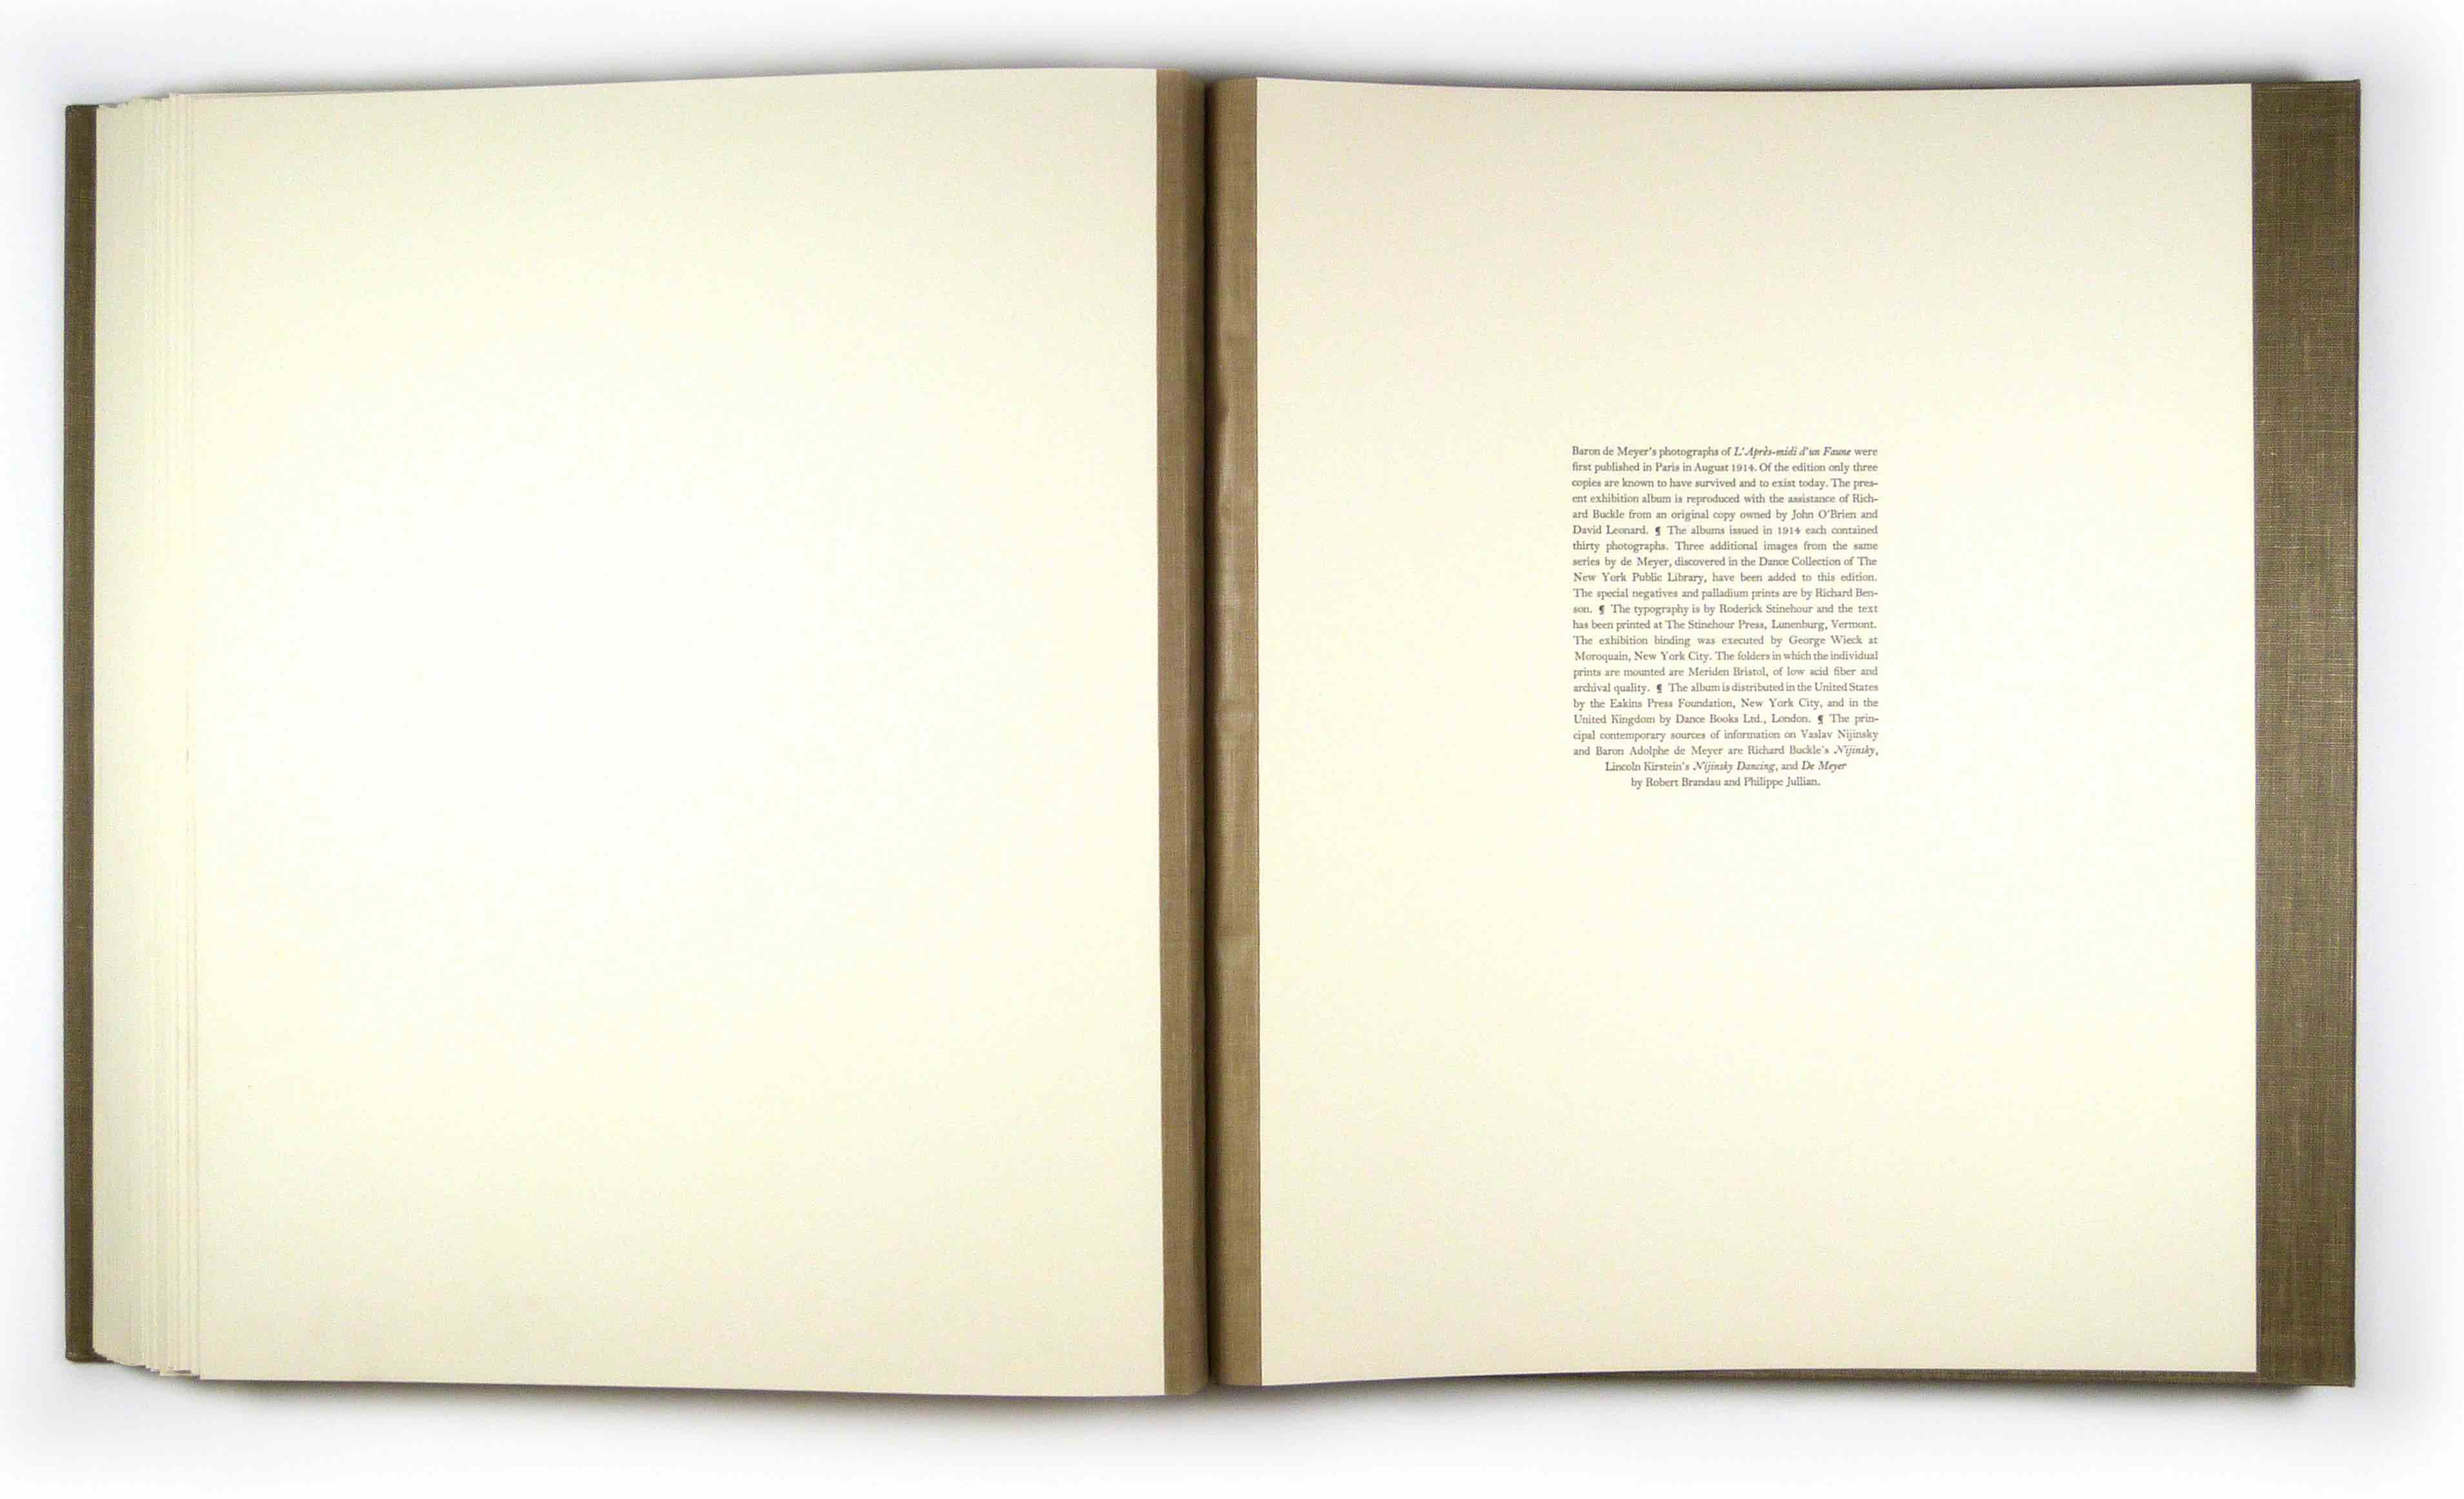 Baron de Meyer's photographs of L'Après-midi d'un Faune were
first published in Paris in August 1914. Of the edition only three
copies are known to have survived and to exist today. The pres-
ent exhibition album is reproduced with the assistance of Rich-
ard Buckle from an original copy owned by John O'Brien and
David Leonard. ¶ The albums issued in 1914 each contained
thirty photographs. Three additional images from the same
series by de Meyer, discovered in the Dance Collection of The
New York Public Library, have been added to this edition.
The special negatives and palladium prints are by Richard Ben-
son. ¶ The typography is by Roderick Stinehour and the text
has been printed at The Stinehour Press, Lunenburg, Vermont.
The exhibition binding was executed by George Wieck at
Moroquain, New York City. The folders in which the individual
prints are mounted are Meriden Bristol, of low acid fiber and
archival quality. ¶ The album is distributed in the United States
by the Eakins Press Foundation, New York City, and in the
United Kingdom by Dance Books Ltd., London. ¶ The prin-
cipal contemporary sources of information on Vaslav Nijinsky
and Baron Adolphe de Meyer are Richard Buckle's Nijinsky,
Lincoln Kirstein's Nijinsky Dancing, and De Meyer
by Robert Brandau and Philippe Jullian.